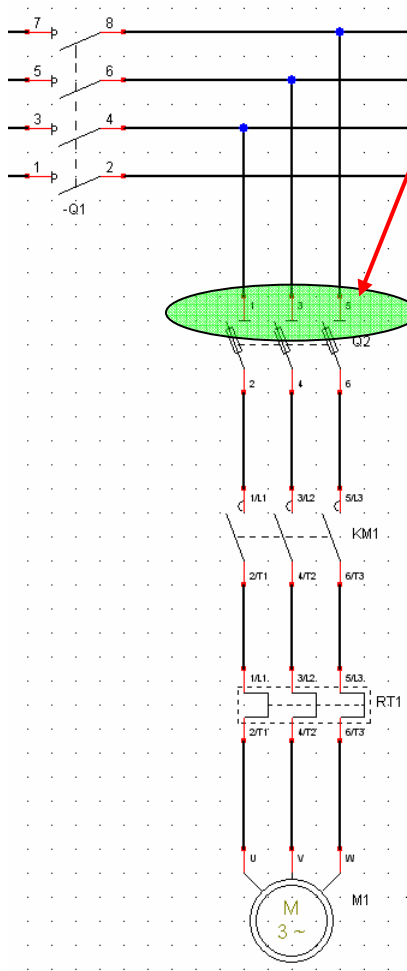 7 8
5 6
3 4
1 2
-Q1
1 3 5
Q2
2 4 6
1/L1 3/L2 5/L3
KM1
2/T1 4/T2 6/T3
1/L1. 3/L2. 5/L3.
RT1
2/T1' 4/T2' 6/T3'
U V W
M1
M
3 ~